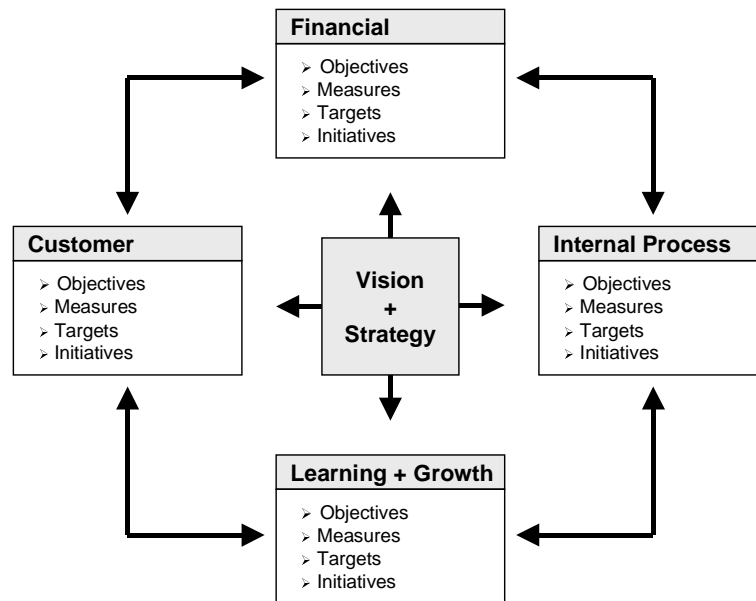 Financial
Objectives
Measures
Targets
Initiatives
Customer
Objectives
Measures
Targets
Initiatives
Vision
+
Strategy
Internal Process
Objectives
Measures
Targets
Initiatives
Learning + Growth
Objectives
Measures
Targets
Initiatives